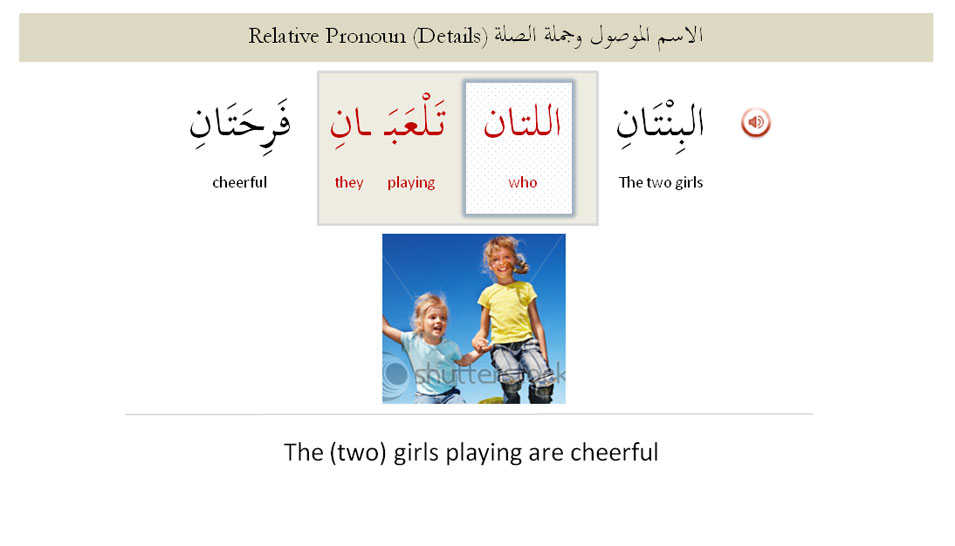 Relative Pronoun (Details) الاسم الموصول وجملة الصلة
البِنْتَانِ اللتان تَلْعَبَـ ـانِ فَرِحَتَانِ
The two girls who playing they cheerful
shutterstock
The (two) girls playing are cheerful